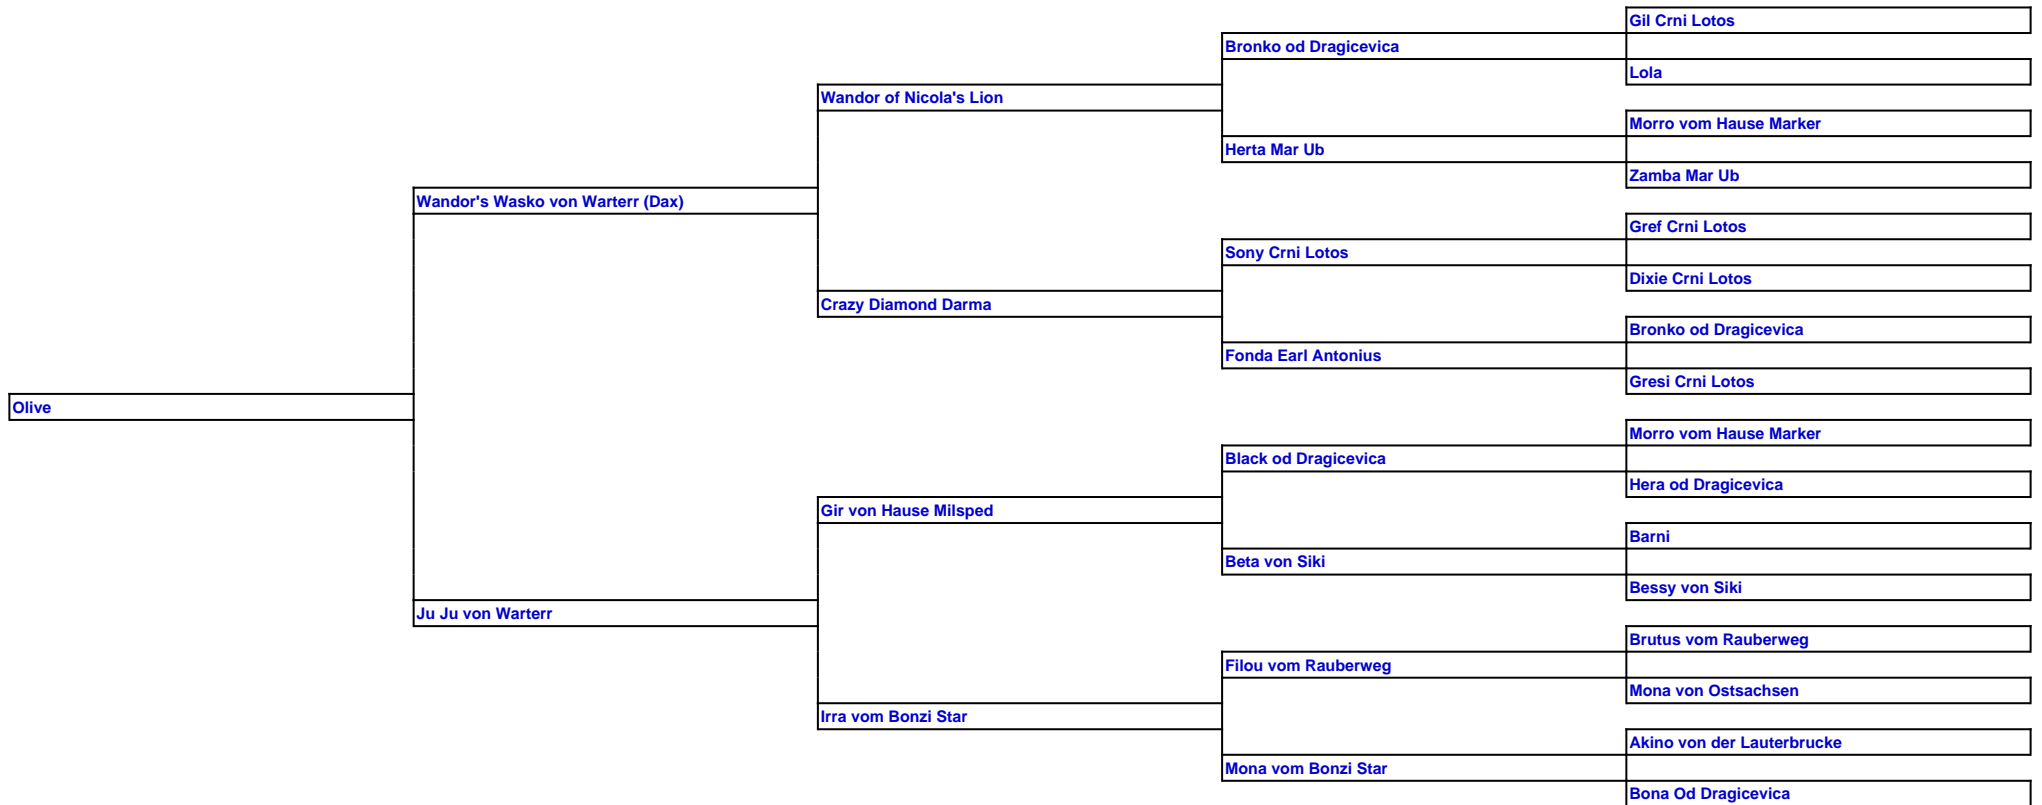 Gil Crni Lotos
Bronko od Dragicevica
Lola
Wandor of Nicola's Lion
Morro vom Hause Marker
Herta Mar Ub
Zamba Mar Ub
Wandor's Wasko von Warterr (Dax)
Gref Crni Lotos
Sony Crni Lotos
Dixie Crni Lotos
Crazy Diamond Darma
Bronko od Dragicevica
Fonda Earl Antonius
Gresi Crni Lotos
Olive
Morro vom Hause Marker
Black od Dragicevica
Hera od Dragicevica
Gir von Hause Milsped
Barni
Beta von Siki
Bessy von Siki
Ju Ju von Warterr
Brutus vom Rauberweg
Filou vom Rauberweg
Mona von Ostsachsen
Irra vom Bonzi Star
Akino von der Lauterbrucke
Mona vom Bonzi Star
Bona Od Dragicevica